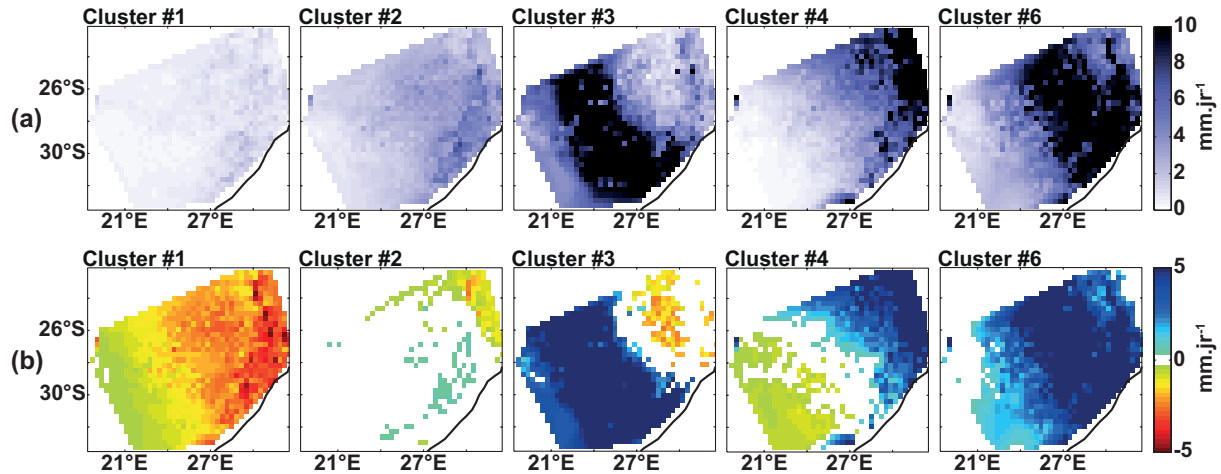 Cluster #1 Cluster #2 Cluster #3 Cluster #4 Cluster #6
(a)
26°S
30°S
21°E 27°E 21°E 27°E 21°E 27°E 21°E 27°E 21°E 27°E
10
8
6
4
2
0
mm.jr⁻¹
Cluster #1 Cluster #2 Cluster #3 Cluster #4 Cluster #6
(b)
26°S
30°S
21°E 27°E 21°E 27°E 21°E 27°E 21°E 27°E 21°E 27°E
5
0
0
-5
mm.jr⁻¹